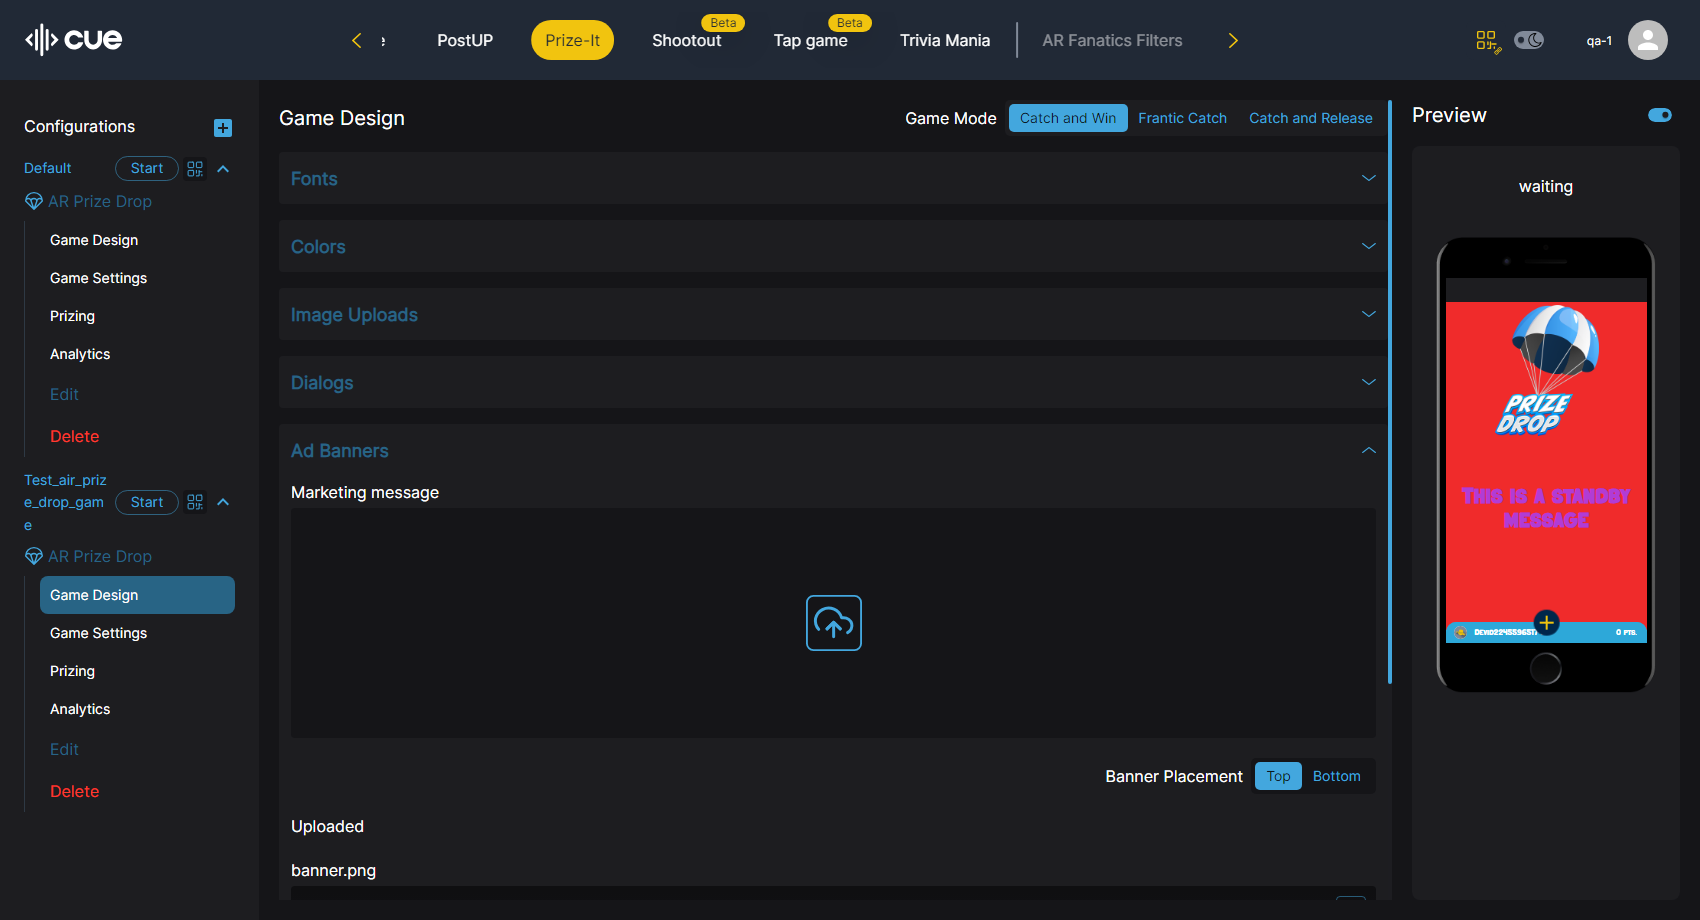 cue
e
PostUP
Prize-It
Shootout
Beta
Tap game
Beta
Trivia Mania
AR Fanatics Filters
qa-1
Configurations
Default
Start
AR Prize Drop
Game Design
Game Settings
Prizing
Analytics
Edit
Delete
Test_air_priz
e_drop_gam
e
Start
AR Prize Drop
Game Design
Game Settings
Prizing
Analytics
Edit
Delete
Game Design
Game Mode
Catch and Win
Frantic Catch
Catch and Release
Fonts
Colors
Image Uploads
Dialogs
Ad Banners
Marketing message
Banner Placement
Top
Bottom
Uploaded
banner.png
Preview
waiting
PRIZE
DROP
THIS IS A STANDBY
MESSAGE
0 PTS.